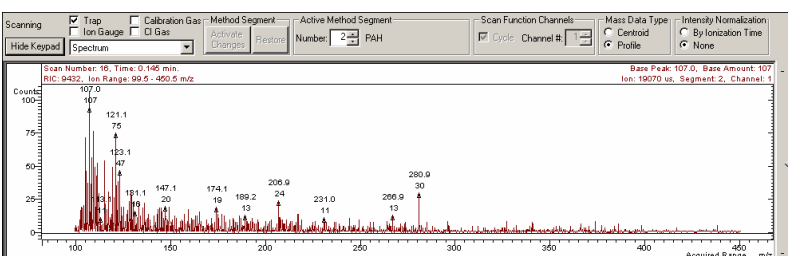 Scanning
Trap
Calibration Gas
Ion Gauge
CI Gas
Hide Keypad
Spectrum
Method Segment
Activate Changes
Restore
Active Method Segment
Number: 2 PAH
Scan Function Channels
Cycle Channel #: 1
Mass Data Type
Centroid
Profile
Intensity Normalization
By Ionization Time
None
Scan Number: 16, Time: 0.145 min.
RIC: 9432, Ion Range: 99.5 - 450.5 m/z
Base Peak: 107.0, Base Amount: 107
Ion: 19070 us, Segment: 2, Channel: 1
Counts
100
75
50
25
0
107.0
107
121.1
75
123.1
47
131.1
147.1
20
174.1
19
189.2
13
206.9
24
231.0
11
266.9
13
280.9
30
100 150 200 250 300 350 400 450
Acquired Range m/z